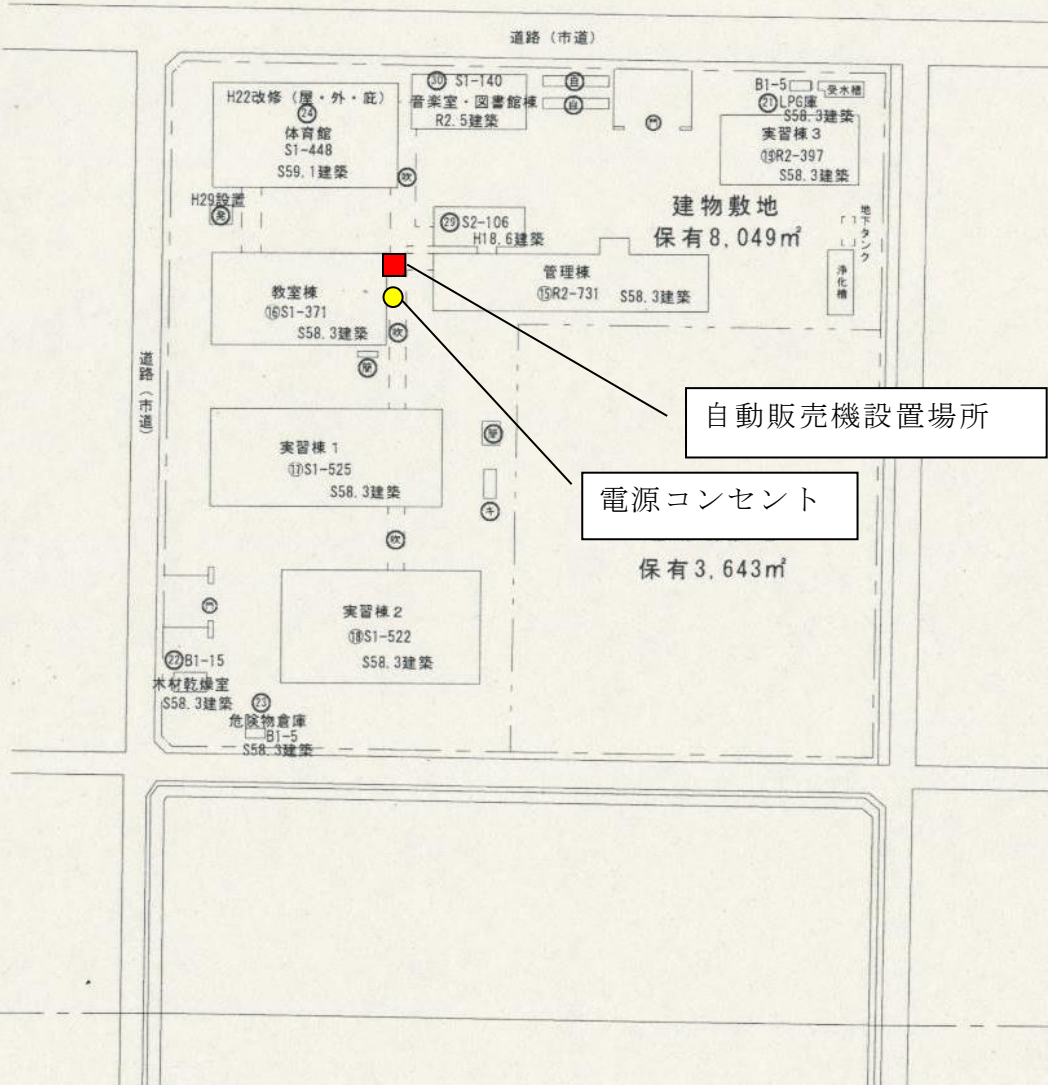 道路（市道）
H22改修（屋・外・庇）
㉔
体育館
S1-448
S59.1建築
㉚ S1-140
音楽室・図書館棟
R2.5建築
自
自
門
B1-5
受水槽
㉑LPG庫
S58.3建築
実習棟3
⑲R2-397
S58.3建築
吹
H29設置
発
㉙S2-106
H18.6建築
建物敷地
保有8,049㎡
地下タンク
浄化槽
教室棟
⑯S1-371
S58.3建築
管理棟
⑮R2-731 S58.3建築
吹
道路（市道）
自動販売機設置場所
実習棟1
⑰S1-525
S58.3建築
電源コンセント
キ
吹
保有3,643㎡
門
実習棟2
⑱S1-522
S58.3建築
㉒B1-15
木材乾燥室
S58.3建築
㉓
危険物倉庫
B1-5
S58.3建築